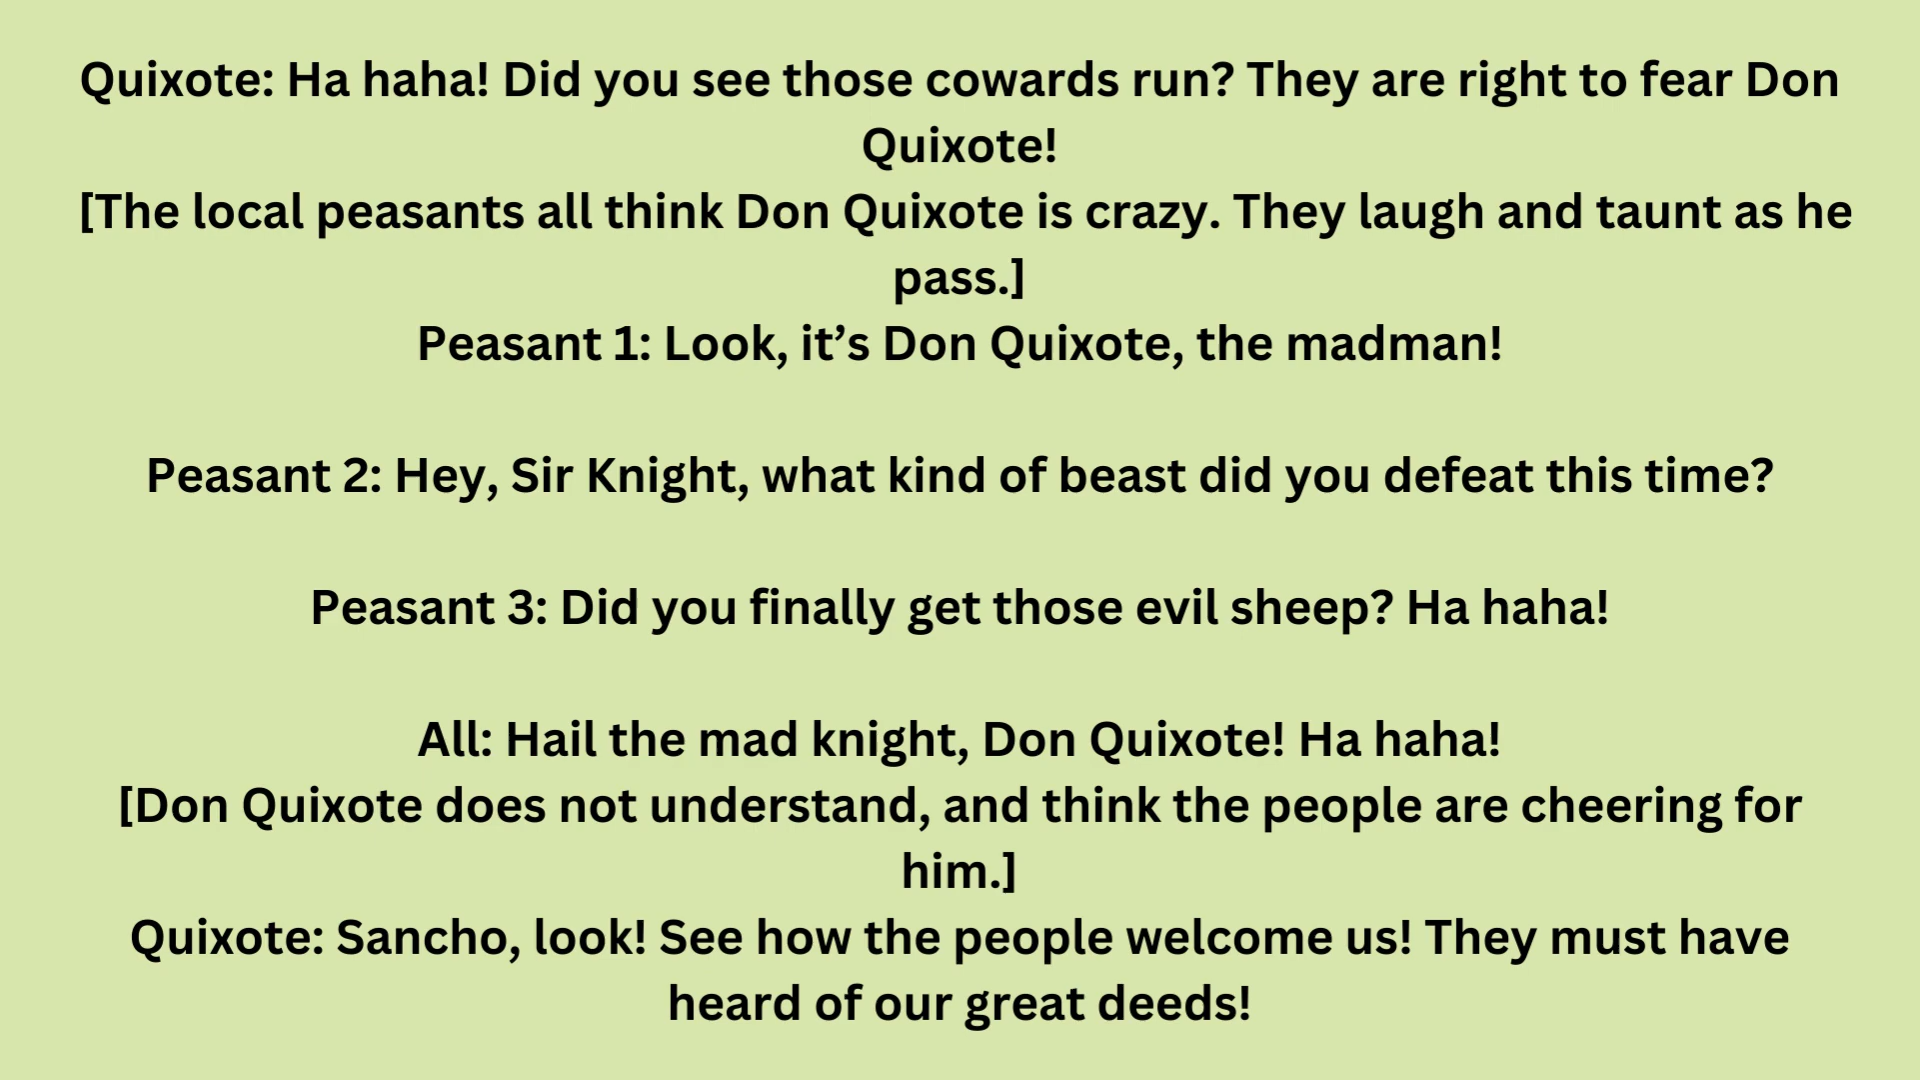 Quixote: Ha haha! Did you see those cowards run? They are right to fear Don
Quixote!
[The local peasants all think Don Quixote is crazy. They laugh and taunt as he
pass.]
Peasant 1: Look, it’s Don Quixote, the madman!
Peasant 2: Hey, Sir Knight, what kind of beast did you defeat this time?
Peasant 3: Did you finally get those evil sheep? Ha haha!
All: Hail the mad knight, Don Quixote! Ha haha!
[Don Quixote does not understand, and think the people are cheering for
him.]
Quixote: Sancho, look! See how the people welcome us! They must have
heard of our great deeds!